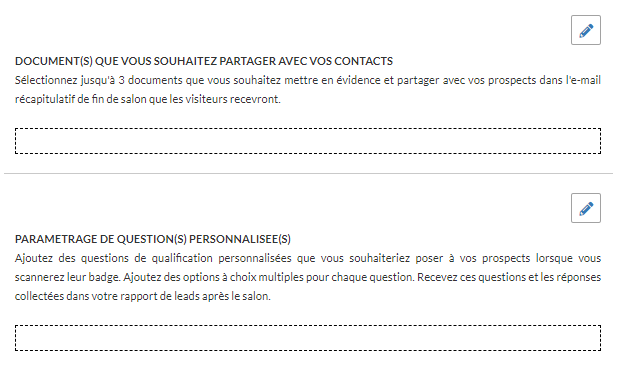 DOCUMENT(S) QUE VOUS SOUHAITEZ PARTAGER AVEC VOS CONTACTS
Sélectionnez jusqu'à 3 documents que vous souhaitez mettre en évidence et partager avec vos prospects dans l'e-mail
récapitulatif de fin de salon que les visiteurs recevront.
PARAMETRAGE DE QUESTION(S) PERSONNALISEE(S)
Ajoutez des questions de qualification personnalisées que vous souhaiteriez poser à vos prospects lorsque vous
scannerez leur badge. Ajoutez des options à choix multiples pour chaque question. Recevez ces questions et les réponses
collectées dans votre rapport de leads après le salon.